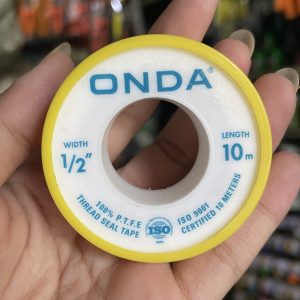 ONDA®
WIDTH
1/2"
LENGTH
10m
100% P.T.F.E
THREAD SEAL TAPE
ISO
ISO 9001
CERTIFIED 10 METERS